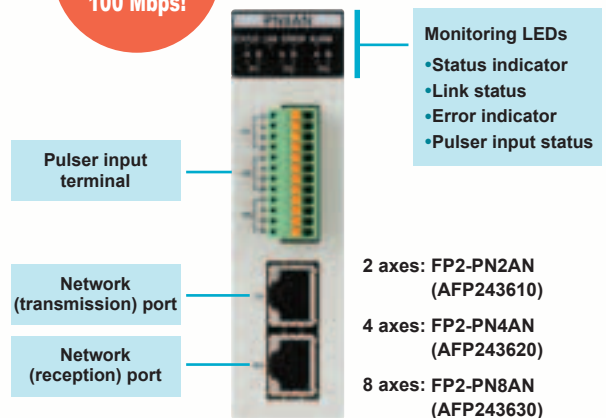 100 Mbps!
PN8AN
Monitoring LEDs
•Status indicator
•Link status
•Error indicator
•Pulser input status
Pulser input
terminal
Network
(transmission) port
Network
(reception) port
2 axes: FP2-PN2AN
(AFP243610)
4 axes: FP2-PN4AN
(AFP243620)
8 axes: FP2-PN8AN
(AFP243630)